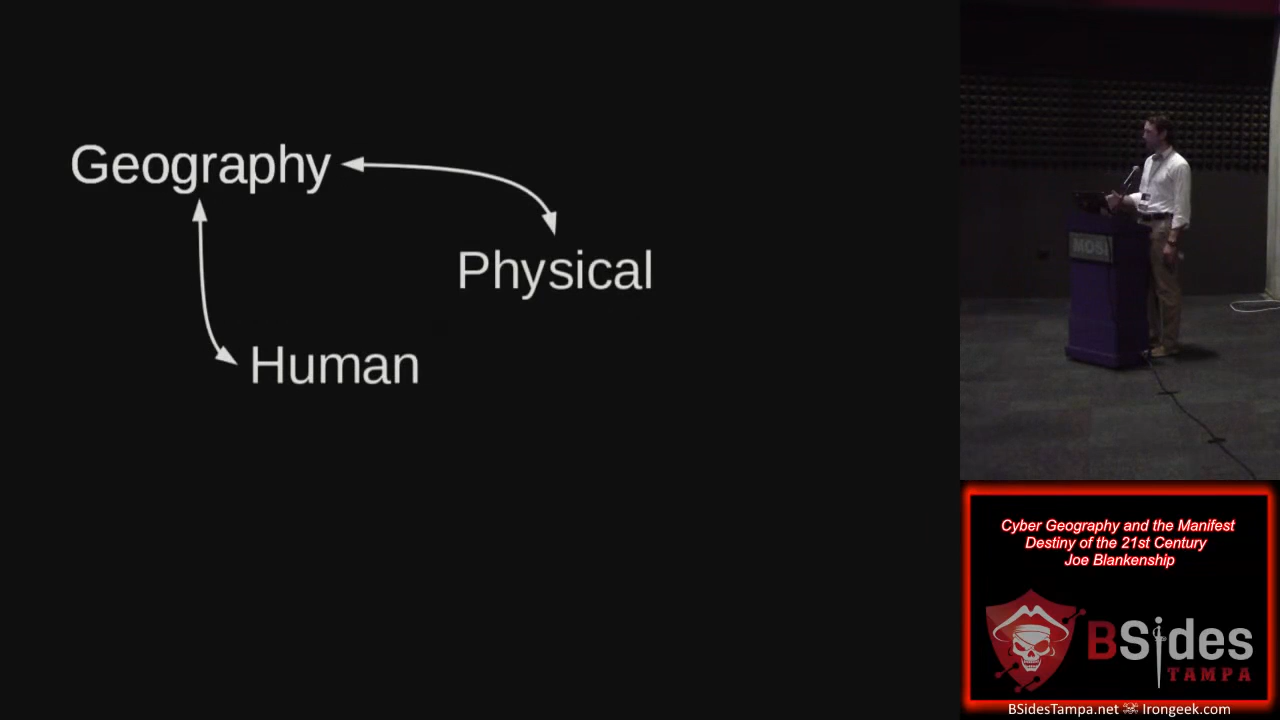 Geography
Physical
Human
MOSI
Cyber Geography and the Manifest
Destiny of the 21st Century
Joe Blankenship
BSides
TAMPA
BSidesTampa.net Irongeek.com